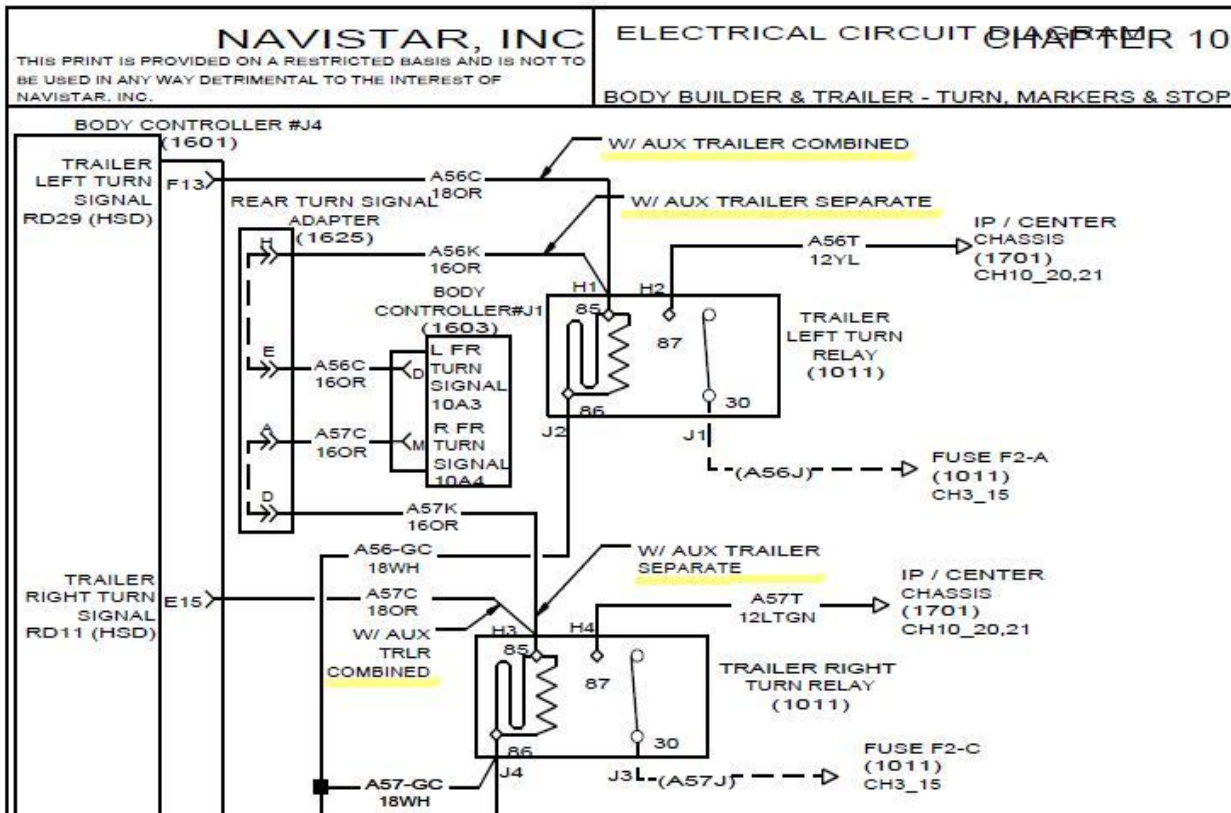 NAVISTAR, INC
THIS PRINT IS PROVIDED ON A RESTRICTED BASIS AND IS NOT TO
BE USED IN ANY WAY DETRIMENTAL TO THE INTEREST OF
NAVISTAR. INC.
ELECTRICAL CIRCUIT DIAGRAM
CHAPTER 10
BODY BUILDER & TRAILER - TURN, MARKERS & STOP
BODY CONTROLLER #J4
(1601)
TRAILER
LEFT TURN
SIGNAL
RD29 (HSD)
F13
A56C
18OR
W/ AUX TRAILER COMBINED
REAR TURN SIGNAL
ADAPTER
(1625)
W/ AUX TRAILER SEPARATE
H
A56K
16OR
A56T
12YL
IP / CENTER
CHASSIS
(1701)
CH10_20,21
BODY
CONTROLLER#J1
(1603)
H1
H2
85
87
30
86
TRAILER
LEFT TURN
RELAY
(1011)
E
A56C
16OR
D
L FR
TURN
SIGNAL
10A3
A
A57C
16OR
M
R FR
TURN
SIGNAL
10A4
J2
J1
(A56J)
FUSE F2-A
(1011)
CH3_15
D
A57K
16OR
A56-GC
18WH
W/ AUX TRAILER
SEPARATE
TRAILER
RIGHT TURN
SIGNAL
RD11 (HSD)
E15
A57C
18OR
A57T
12LTGN
IP / CENTER
CHASSIS
(1701)
CH10_20,21
W/ AUX
TRLR
COMBINED
H3
H4
85
87
30
86
TRAILER RIGHT
TURN RELAY
(1011)
J4
J3
(A57J)
FUSE F2-C
(1011)
CH3_15
A57-GC
18WH